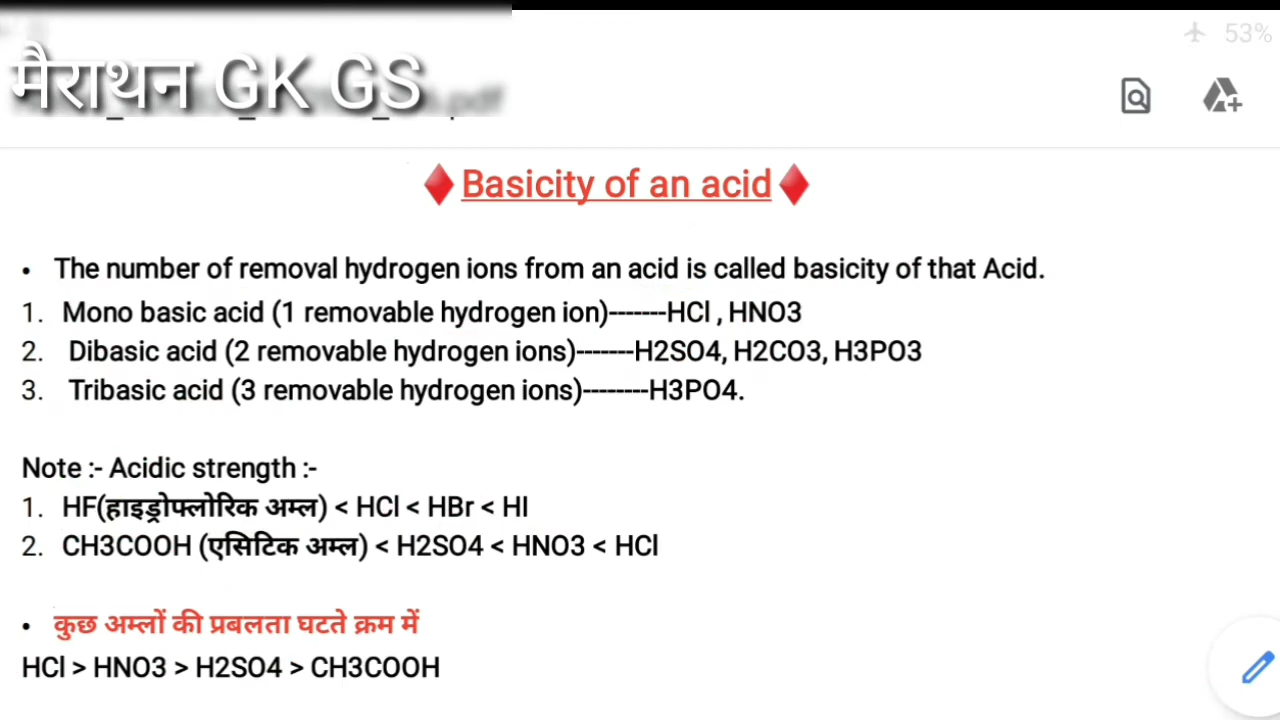 53%
मैराथन GK GS
.pdf
Basicity of an acid
• The number of removal hydrogen ions from an acid is called basicity of that Acid.
1. Mono basic acid (1 removable hydrogen ion)-------HCl , HNO3
2. Dibasic acid (2 removable hydrogen ions)-------H2SO4, H2CO3, H3PO3
3. Tribasic acid (3 removable hydrogen ions)--------H3PO4.
Note :- Acidic strength :-
1. HF(हाइड्रोफ्लोरिक अम्ल) < HCl < HBr < HI
2. CH3COOH (एसिटिक अम्ल) < H2SO4 < HNO3 < HCl
• कुछ अम्लों की प्रबलता घटते क्रम में
HCl > HNO3 > H2SO4 > CH3COOH